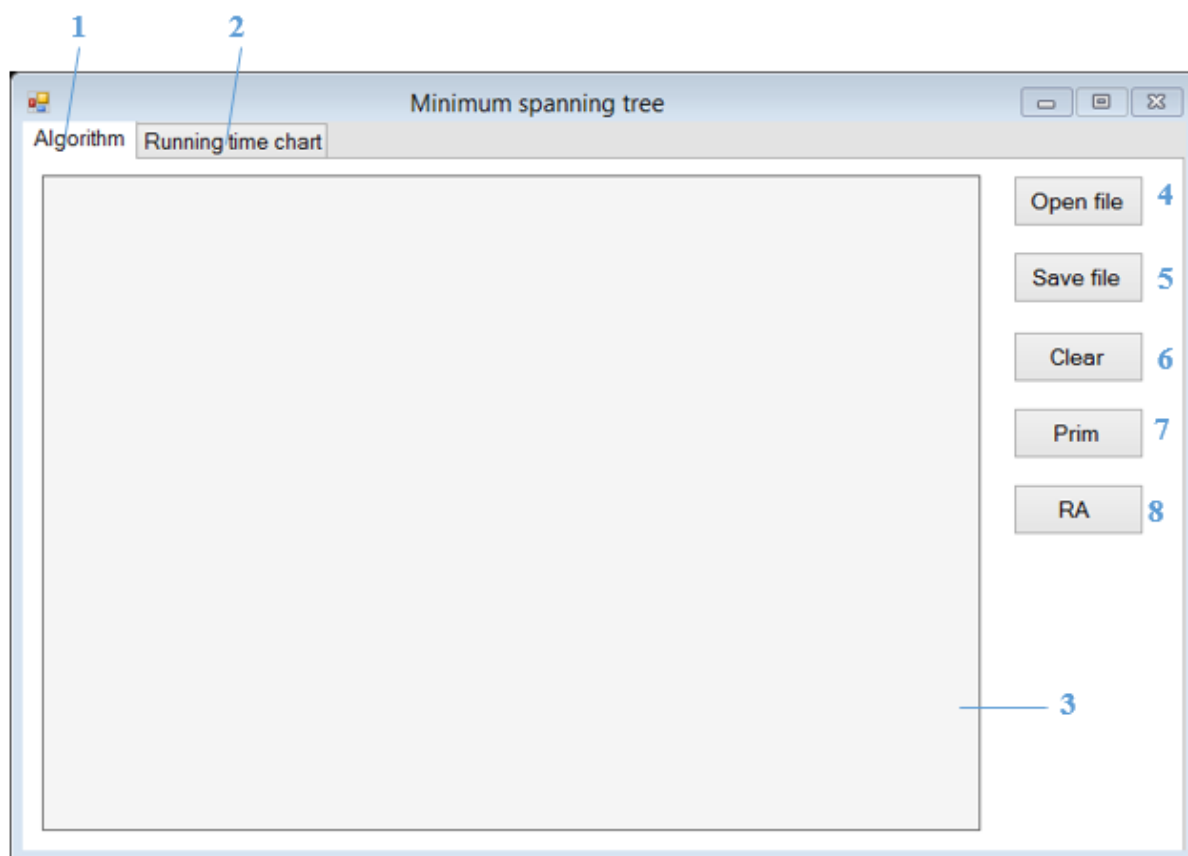 1 2
Minimum spanning tree
Algorithm Running time chart
Open file 4
Save file 5
Clear 6
Prim 7
RA 8
3